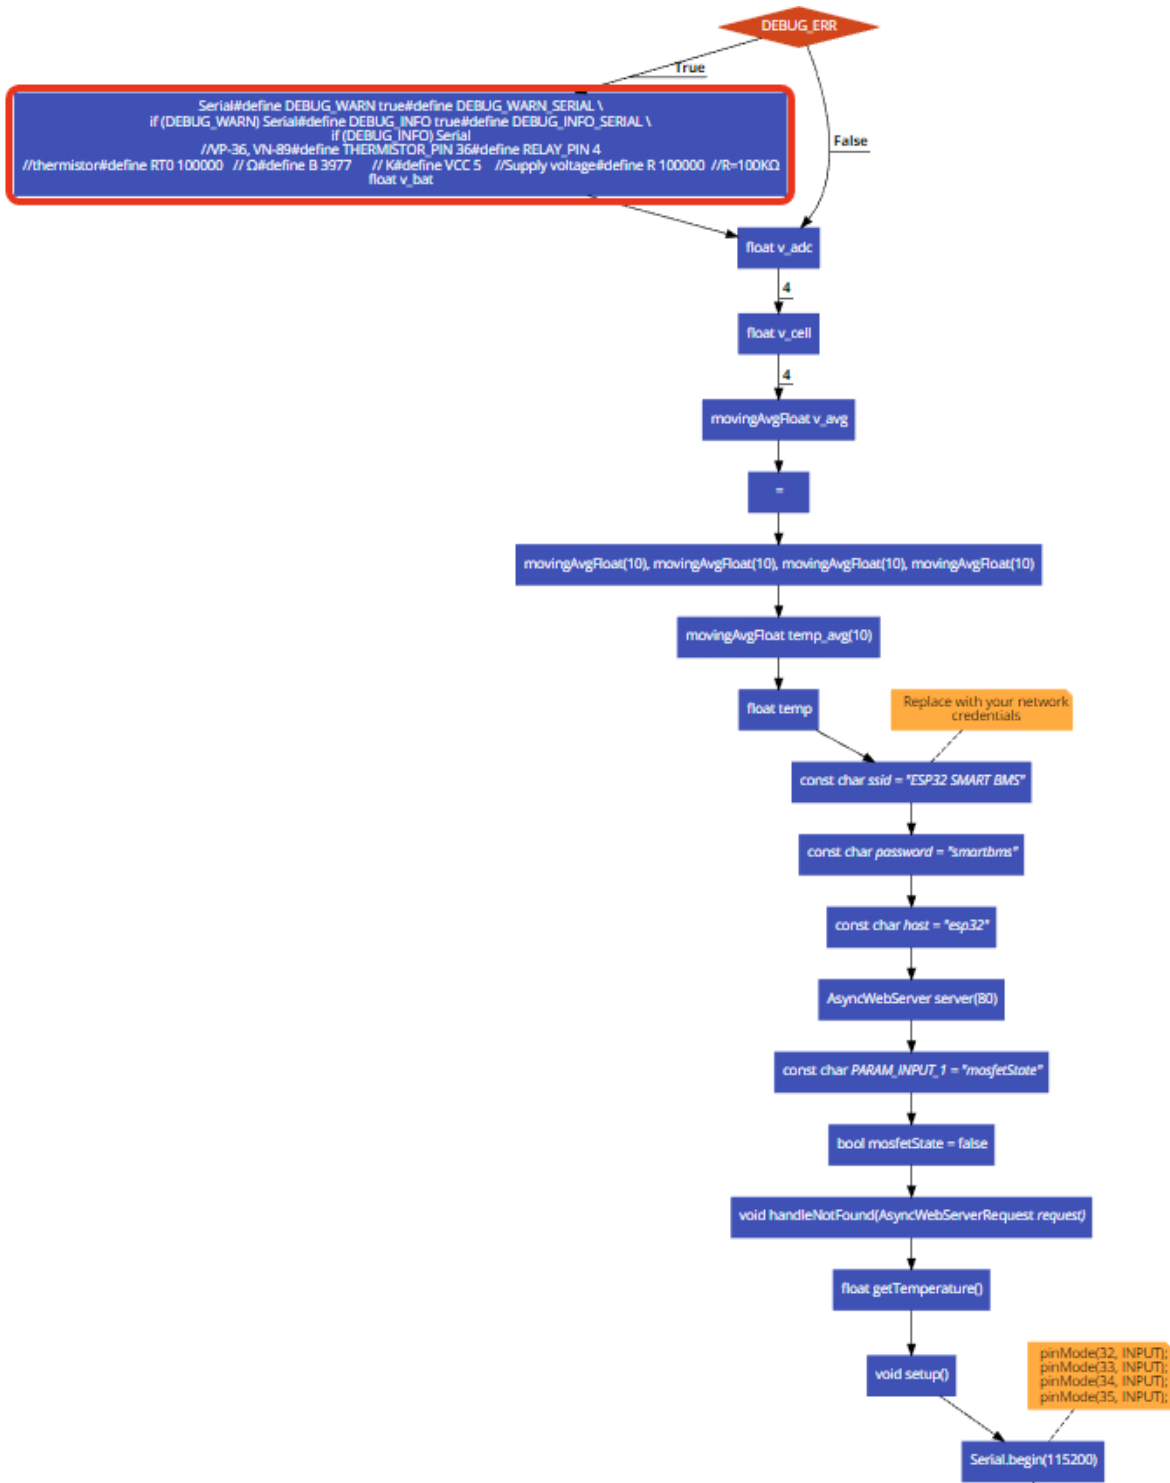 DEBUG_ERR
True
Serial#define DEBUG_WARN true#define DEBUG_WARN_SERIAL \
if (DEBUG_WARN) Serial#define DEBUG_INFO true#define DEBUG_INFO_SERIAL \
if (DEBUG_INFO) Serial
//VP-36, VN-89#define THERMISTOR_PIN 36#define RELAY_PIN 4
//thermistor#define RT0 100000 // Ω#define B 3977 // K#define VCC 5 //Supply voltage#define R 100000 //R=100KΩ
float v_bat
False
float v_adc
4
float v_cell
4
movingAvgFloat v_avg
=
movingAvgFloat(10), movingAvgFloat(10), movingAvgFloat(10), movingAvgFloat(10)
movingAvgFloat temp_avg(10)
float temp
Replace with your network
credentials
const char ssid = "ESP32 SMART BMS"
const char password = "smartbms"
const char host = "esp32"
AsyncWebServer server(80)
const char PARAM_INPUT_1 = "mosfetState"
bool mosfetState = false
void handleNotFound(AsyncWebServerRequest request)
float getTemperature()
void setup()
pinMode(32, INPUT);
pinMode(33, INPUT);
pinMode(34, INPUT);
pinMode(35, INPUT);
Serial.begin(115200)